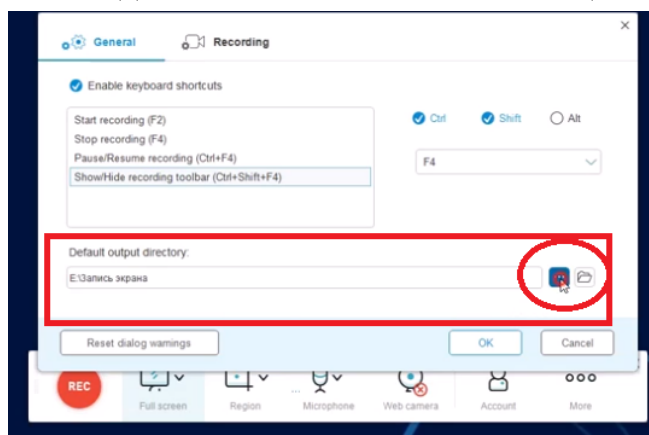 General Recording
Enable keyboard shortcuts
Start recording (F2)
Stop recording (F4)
Pause/Resume recording (Ctrl+F4)
Show/Hide recording toolbar (Ctrl+Shift+F4)
Ctrl Shift Alt
F4
Default output directory:
E:\Запись экрана
Reset dialog warnings OK Cancel
REC
Full screen Region Microphone Web camera Account More